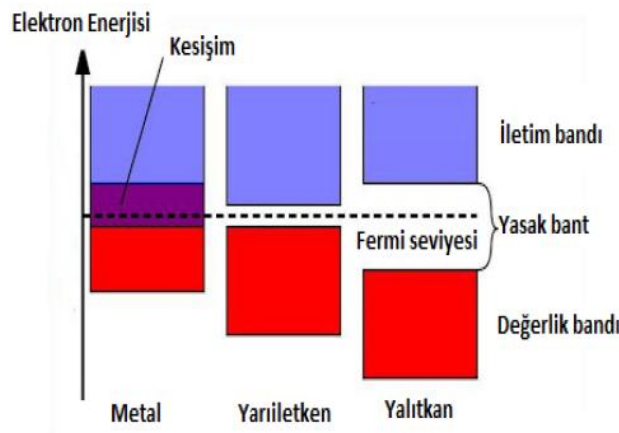 Elektron Enerjisi
Kesişim
İletim bandı
Fermi seviyesi
Yasak bant
Değerlik bandı
Metal
Yarıiletken
Yalıtkan